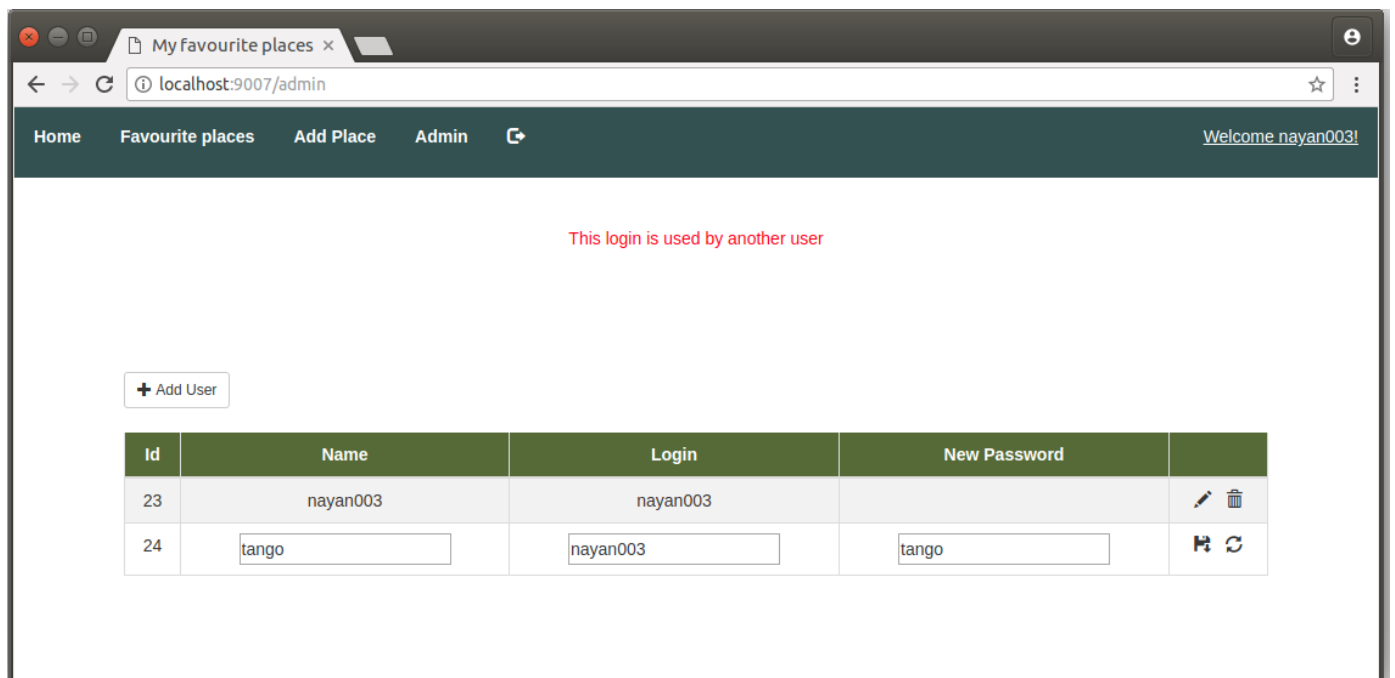 My favourite places
localhost:9007/admin
Home Favourite places Add Place Admin Welcome nayan003!
This login is used by another user
Add User
Id Name Login New Password
23 nayan003 nayan003
24 tango nayan003 tango